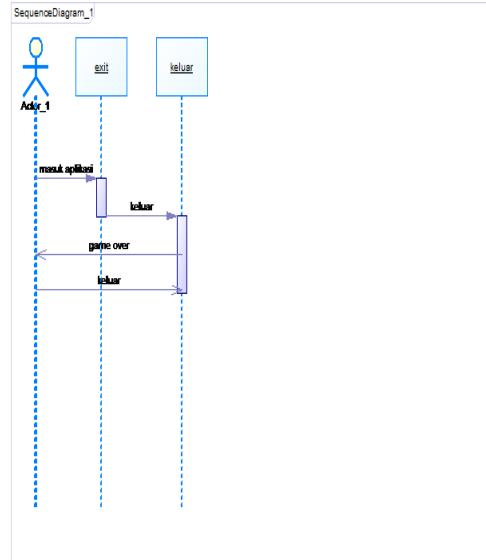 SequenceDiagram_1
exit
keluar
Actor_1
masuk aplikasi
keluar
game over
keluar